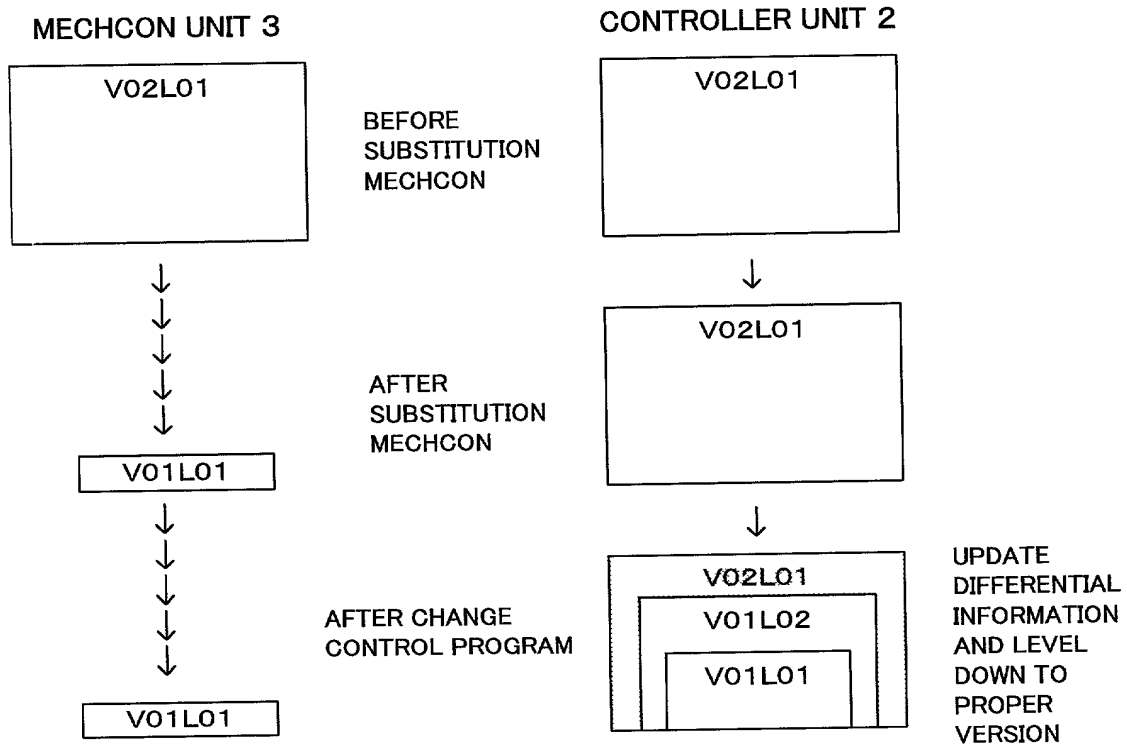 MECHCON UNIT 3
CONTROLLER UNIT 2
V02L01
BEFORE
SUBSTITUTION
MECHCON
V02L01
AFTER
SUBSTITUTION
MECHCON
V02L01
V01L01
AFTER CHANGE
CONTROL PROGRAM
V02L01
V01L02
V01L01
UPDATE
DIFFERENTIAL
INFORMATION
AND LEVEL
DOWN TO
PROPER
VERSION
V01L01